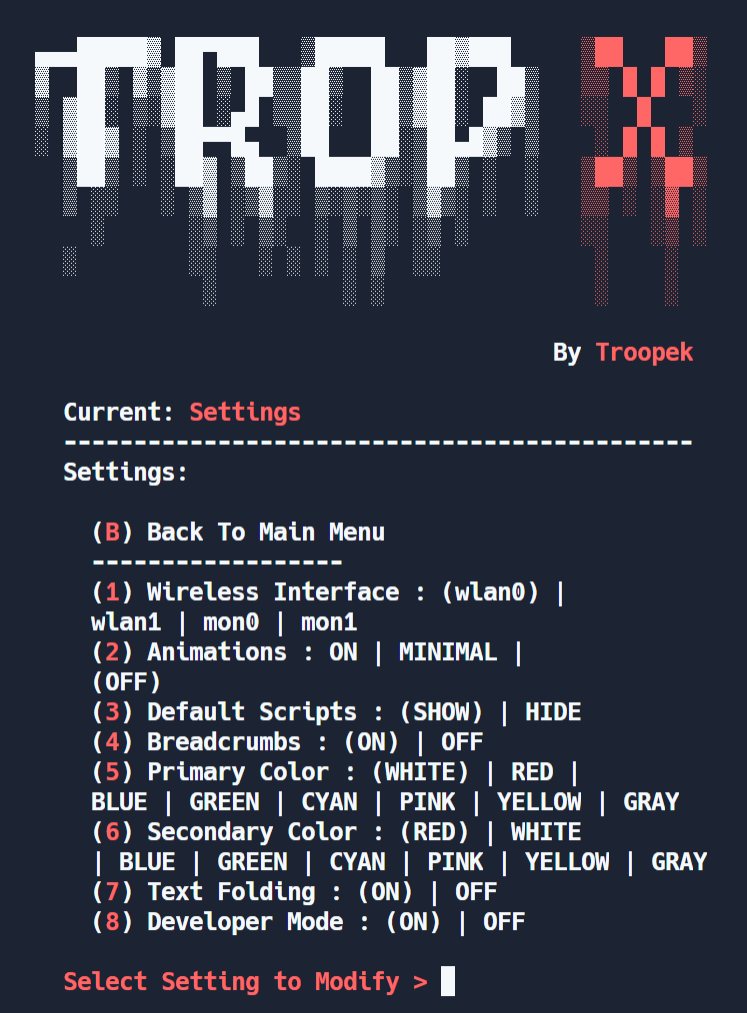 TROP X
By Troopek
Current: Settings
---------------------------------------------
Settings:
(B) Back To Main Menu
------------------
(1) Wireless Interface : (wlan0) |
wlan1 | mon0 | mon1
(2) Animations : ON | MINIMAL |
(OFF)
(3) Default Scripts : (SHOW) | HIDE
(4) Breadcrumbs : (ON) | OFF
(5) Primary Color : (WHITE) | RED |
BLUE | GREEN | CYAN | PINK | YELLOW | GRAY
(6) Secondary Color : (RED) | WHITE
| BLUE | GREEN | CYAN | PINK | YELLOW | GRAY
(7) Text Folding : (ON) | OFF
(8) Developer Mode : (ON) | OFF
Select Setting to Modify >